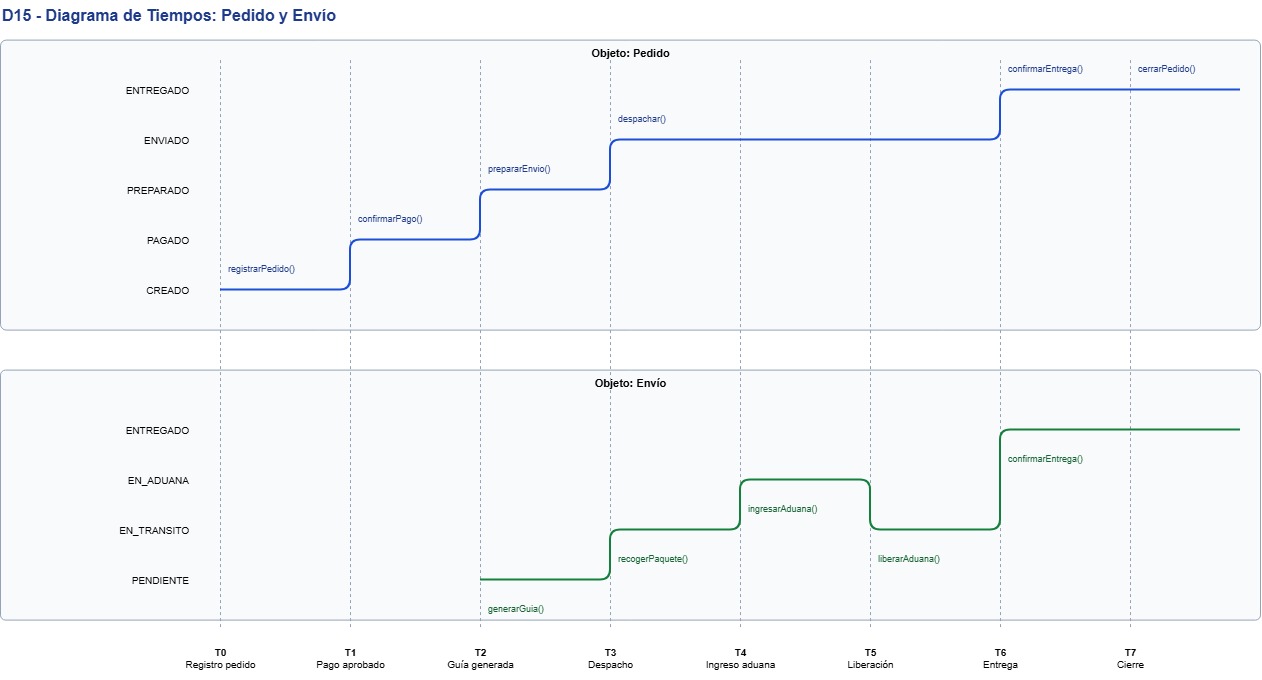 D15 - Diagrama de Tiempos: Pedido y Envío
Objeto: Pedido
confirmarEntrega()
cerrarPedido()
ENTREGADO
despachar()
ENVIADO
prepararEnvio()
PREPARADO
confirmarPago()
PAGADO
registrarPedido()
CREADO
Objeto: Envío
ENTREGADO
confirmarEntrega()
EN_ADUANA
ingresarAduana()
EN_TRANSITO
recogerPaquete()
liberarAduana()
PENDIENTE
generarGuia()
T0
Registro pedido
T1
Pago aprobado
T2
Guía generada
T3
Despacho
T4
Ingreso aduana
T5
Liberación
T6
Entrega
T7
Cierre